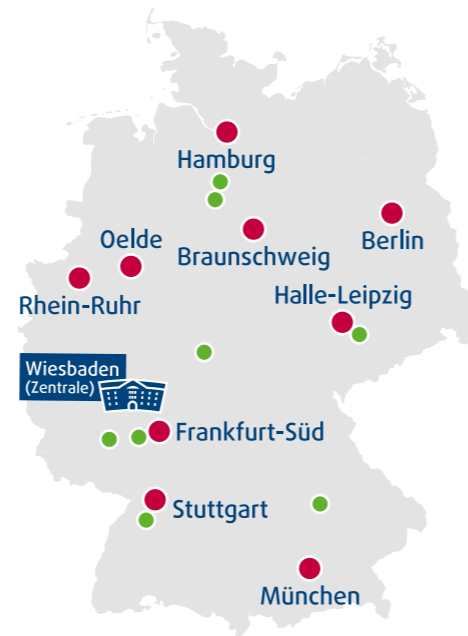 Hamburg
Oelde
Braunschweig
Berlin
Rhein-Ruhr
Halle-Leipzig
Wiesbaden
(Zentrale)
Frankfurt-Süd
Stuttgart
München